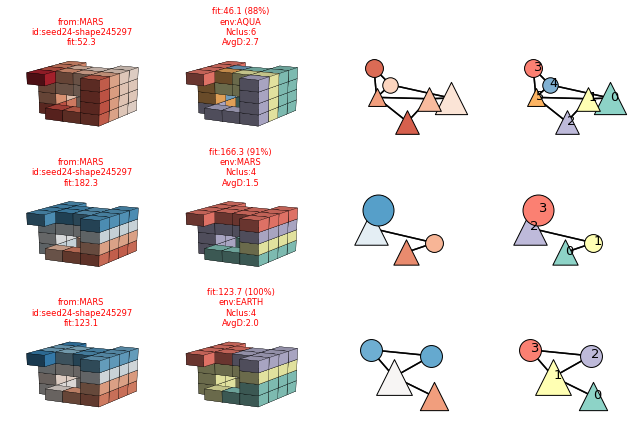 from:MARS
id:seed24-shape245297
fit:52.3
fit:46.1 (88%)
env:AQUA
Nclus:6
AvgD:2.7
3
4
5
1
0
2
from:MARS
id:seed24-shape245297
fit:182.3
fit:166.3 (91%)
env:MARS
Nclus:4
AvgD:1.5
3
2
1
0
from:MARS
id:seed24-shape245297
fit:123.1
fit:123.7 (100%)
env:EARTH
Nclus:4
AvgD:2.0
3
2
1
0